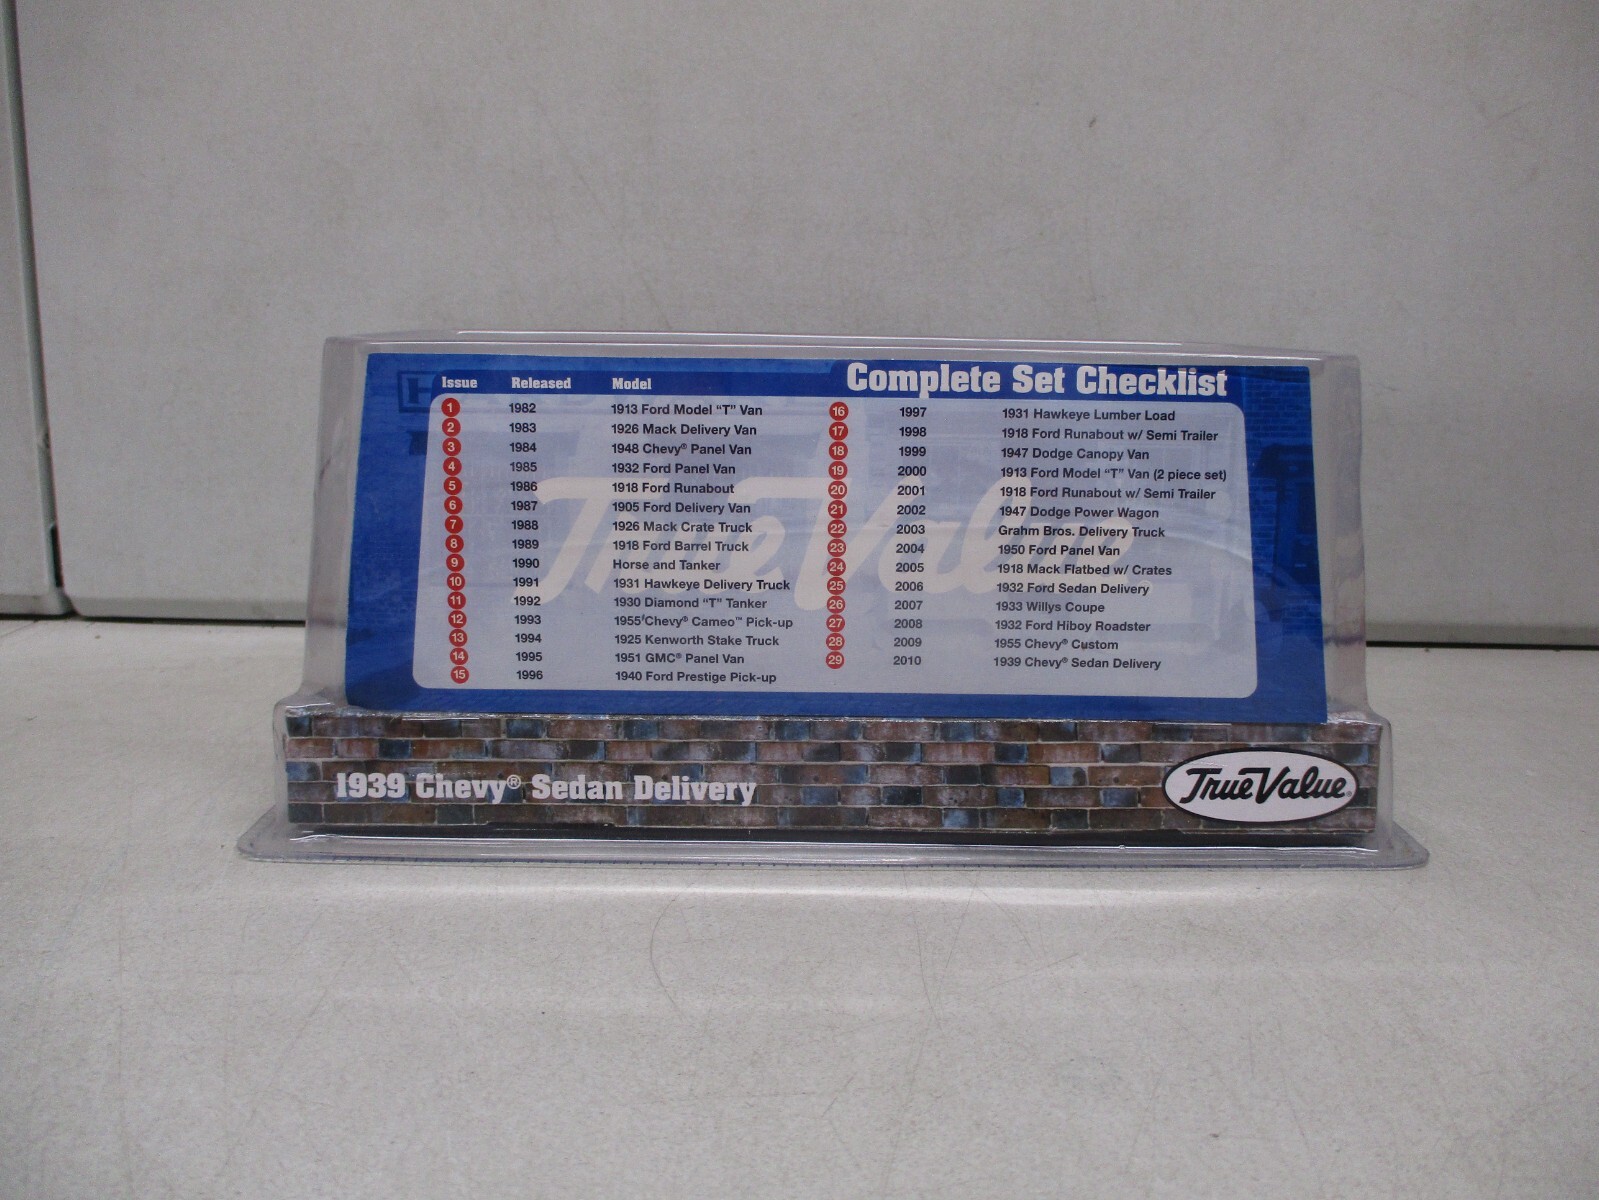 Complete Set Checklist
Issue Released Model
1 1982 1913 Ford Model “T” Van
2 1983 1926 Mack Delivery Van
3 1984 1948 Chevy® Panel Van
4 1985 1932 Ford Panel Van
5 1986 1918 Ford Runabout
6 1987 1905 Ford Delivery Van
7 1988 1926 Mack Crate Truck
8 1989 1918 Ford Barrel Truck
9 1990 Horse and Tanker
10 1991 1931 Hawkeye Delivery Truck
11 1992 1930 Diamond “T” Tanker
12 1993 1955 Chevy® Cameo™ Pick-up
13 1994 1925 Kenworth Stake Truck
14 1995 1951 GMC® Panel Van
15 1996 1940 Ford Prestige Pick-up
16 1997 1931 Hawkeye Lumber Load
17 1998 1918 Ford Runabout w/ Semi Trailer
18 1999 1947 Dodge Canopy Van
19 2000 1913 Ford Model “T” Van (2 piece set)
20 2001 1918 Ford Runabout w/ Semi Trailer
21 2002 1947 Dodge Power Wagon
22 2003 Grahm Bros. Delivery Truck
23 2004 1950 Ford Panel Van
24 2005 1918 Mack Flatbed w/ Crates
25 2006 1932 Ford Sedan Delivery
26 2007 1933 Willys Coupe
27 2008 1932 Ford Hiboy Roadster
28 2009 1955 Chevy® Custom
29 2010 1939 Chevy® Sedan Delivery
True Value
1939 Chevy® Sedan Delivery
True Value®